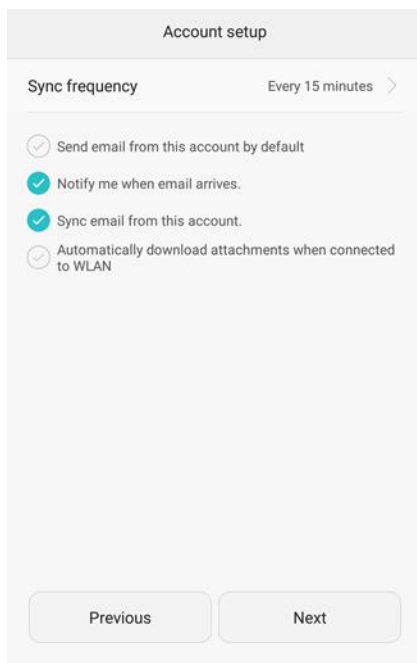 Account setup
Sync frequency Every 15 minutes
Send email from this account by default
Notify me when email arrives.
Sync email from this account.
Automatically download attachments when connected
to WLAN
Previous Next